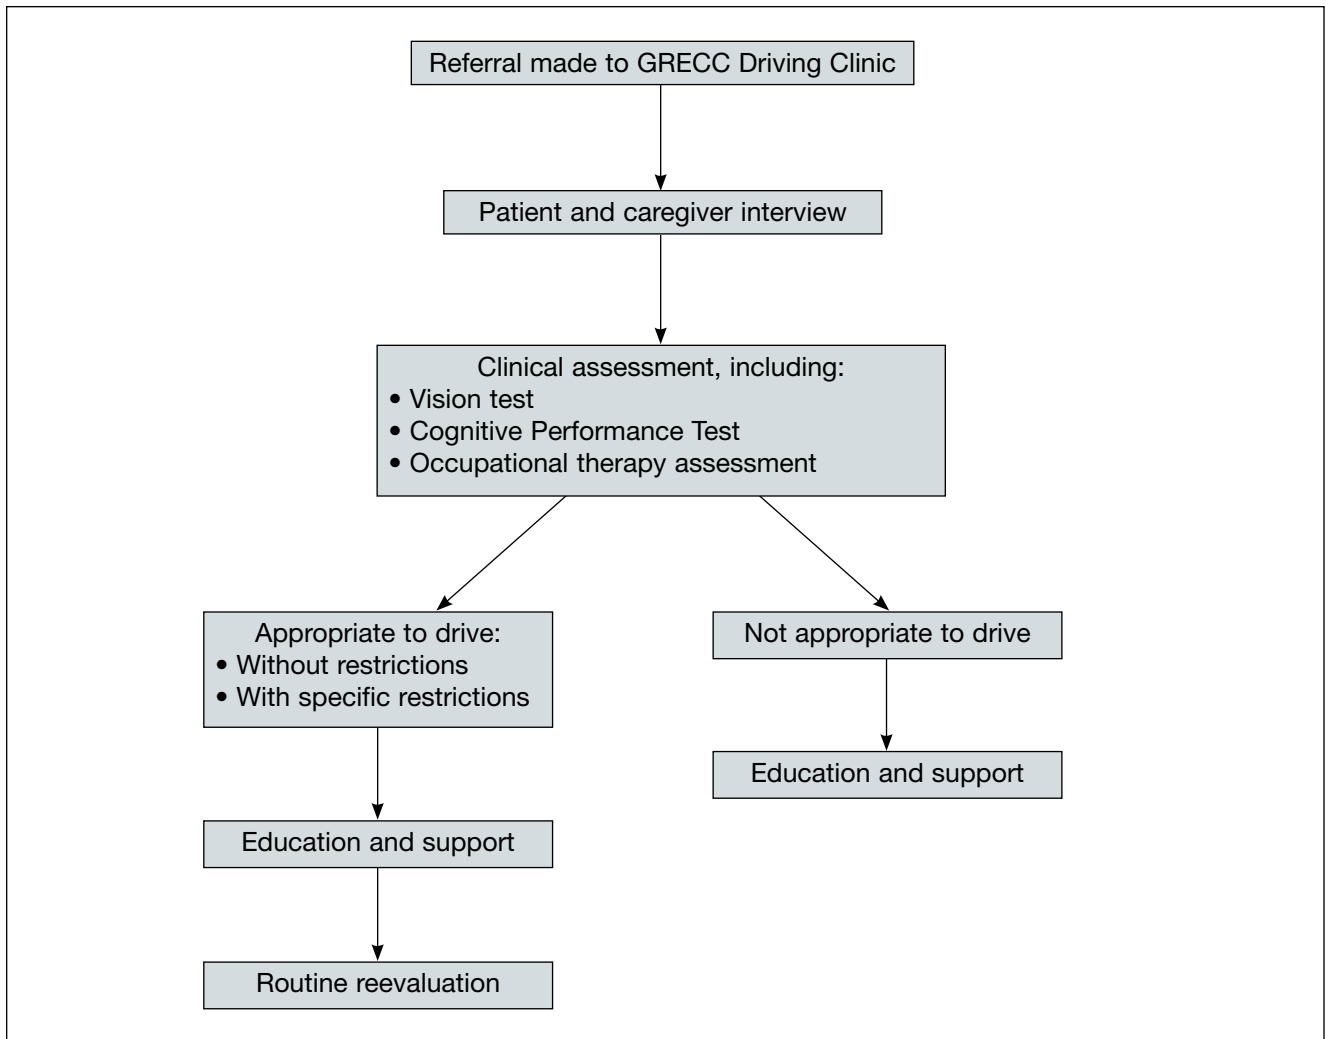 Referral made to GRECC Driving Clinic
Patient and caregiver interview
Clinical assessment, including:
• Vision test
• Cognitive Performance Test
• Occupational therapy assessment
Appropriate to drive:
• Without restrictions
• With specific restrictions
Not appropriate to drive
Education and support
Education and support
Routine reevaluation